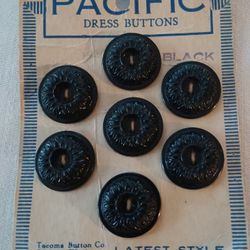 PACIFIC
DRESS BUTTONS
BLACK
Tacoma Button Co
LATEST STYLE